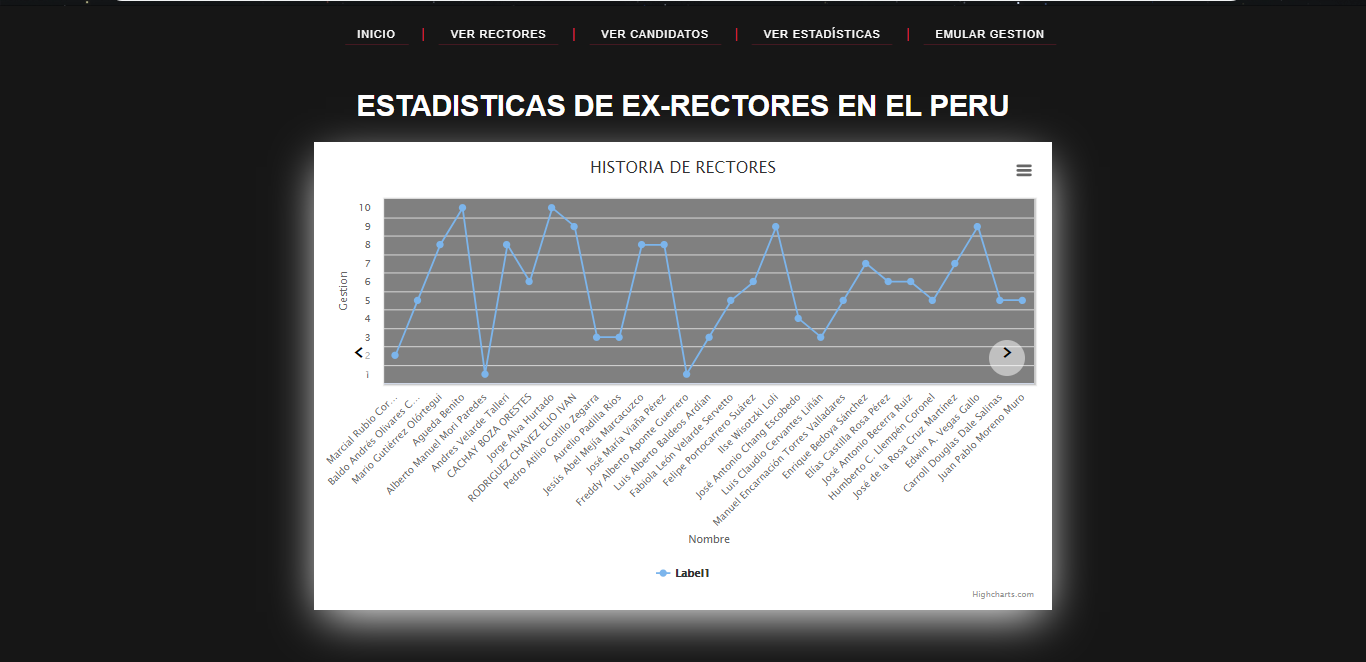 INICIO | VER RECTORES | VER CANDIDATOS | VER ESTADÍSTICAS | EMULAR GESTION
ESTADISTICAS DE EX-RECTORES EN EL PERU
HISTORIA DE RECTORES
10
9
8
7
6
5
4
3
2
1
Gestion
Marcial Rubio Cor...
Baldo Andrés Olivares C...
Mario Gutiérrez Olórtegui
Agueda Benito
Alberto Manuel Mori Paredes
Andres Velarde Talleri
CACHAY BOZA ORESTES
Jorge Alva Hurtado
RODRIGUEZ CHAVEZ ELIO IVAN
Pedro Atilio Cotillo Zegarra
Aurelio Padilla Ríos
Jesús Abel Mejía Marcacuzco
José María Viaña Pérez
Freddy Alberto Aponte Guerrero
Luis Alberto Baldeos Ardían
Fabiola León Velarde Servetto
Felipe Portocarrero Suárez
Ilse Wisotzki Loli
José Antonio Chang Escobedo
Luis Claudio Cervantes Liñán
Manuel Encarnación Torres Valladares
Enrique Bedoya Sánchez
Elías Castilla Rosa Pérez
José Antonio Becerra Ruiz
Humberto C. Llempén Coronel
José de la Rosa Cruz Martínez
Edwin A. Vegas Gallo
Carroll Douglas Dale Salinas
Juan Pablo Moreno Muro
Nombre
Label1
Highcharts.com